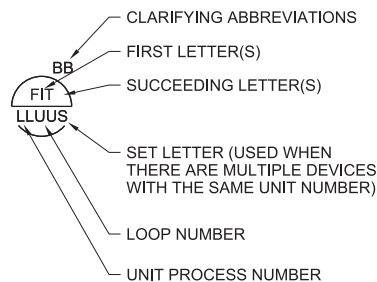 CLARIFYING ABBREVIATIONS
FIRST LETTER(S)
BB
SUCCEEDING LETTER(S)
FIT
LLUUS
SET LETTER (USED WHEN
THERE ARE MULTIPLE DEVICES
WITH THE SAME UNIT NUMBER)
LOOP NUMBER
UNIT PROCESS NUMBER